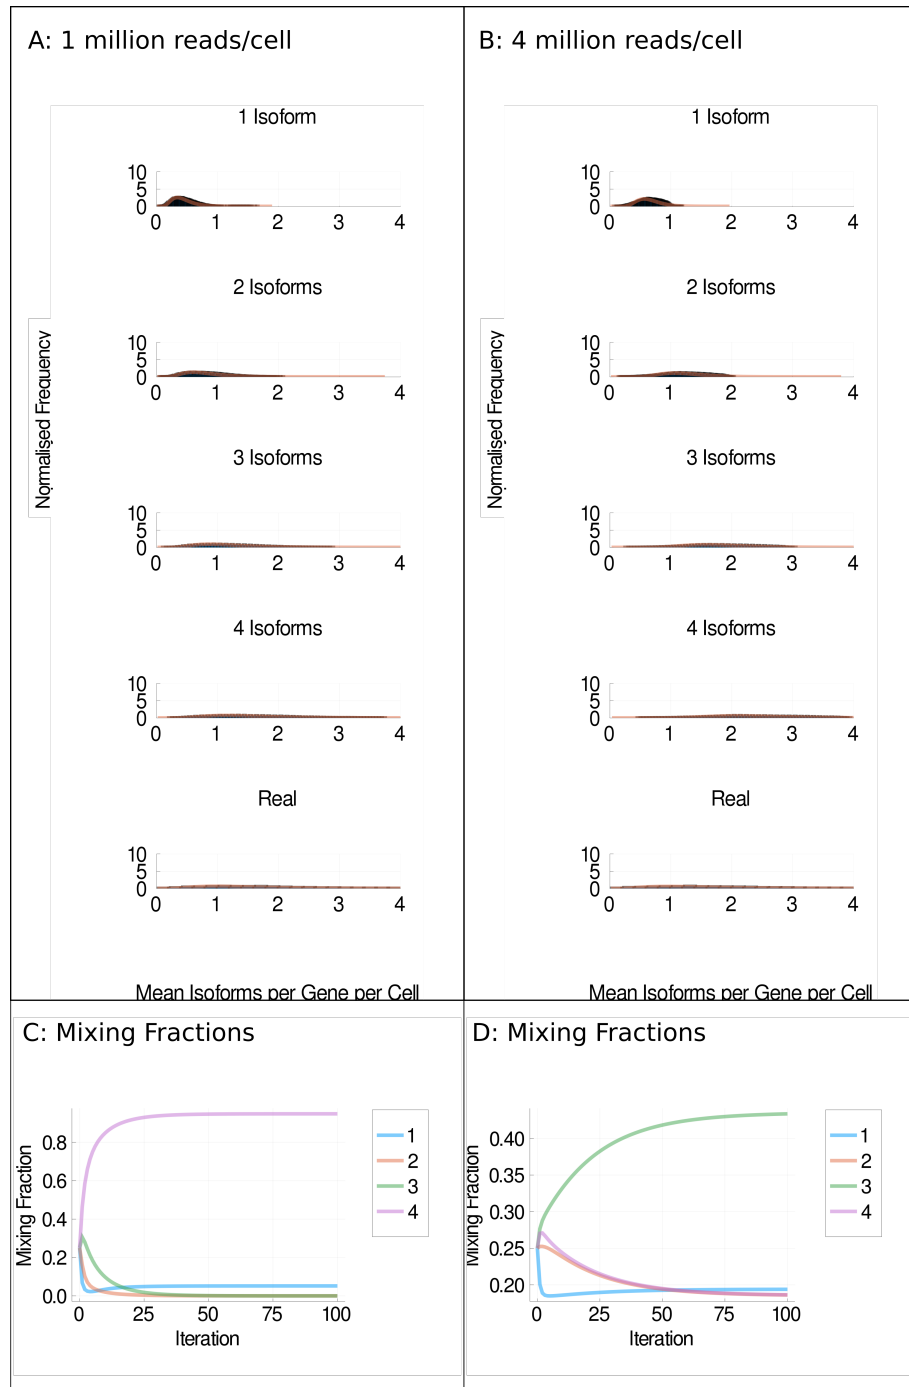 A: 1 million reads/cell
1 Isoform
10
5
0
0 1 2 3 4
2 Isoforms
10
5
0
0 1 2 3 4
3 Isoforms
10
5
0
0 1 2 3 4
4 Isoforms
10
5
0
0 1 2 3 4
Real
10
5
0
0 1 2 3 4
Normalised Frequency
Mean Isoforms per Gene per Cell
B: 4 million reads/cell
1 Isoform
10
5
0
0 1 2 3 4
2 Isoforms
10
5
0
0 1 2 3 4
3 Isoforms
10
5
0
0 1 2 3 4
4 Isoforms
10
5
0
0 1 2 3 4
Real
10
5
0
0 1 2 3 4
Normalised Frequency
Mean Isoforms per Gene per Cell
C: Mixing Fractions
Mixing Fraction
0.8
0.6
0.4
0.2
0.0
0 25 50 75 100
Iteration
1
2
3
4
D: Mixing Fractions
Mixing Fraction
0.40
0.35
0.30
0.25
0.20
0 25 50 75 100
Iteration
1
2
3
4